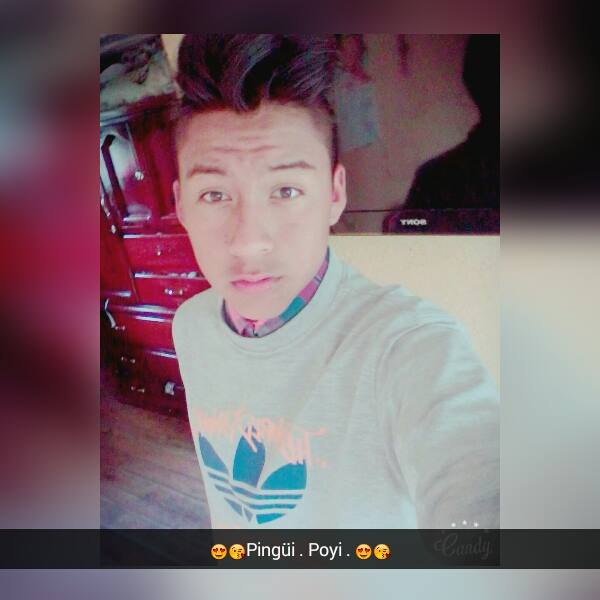 SONY
😍😘Pingüi . Poyi . 😍😘
Candy